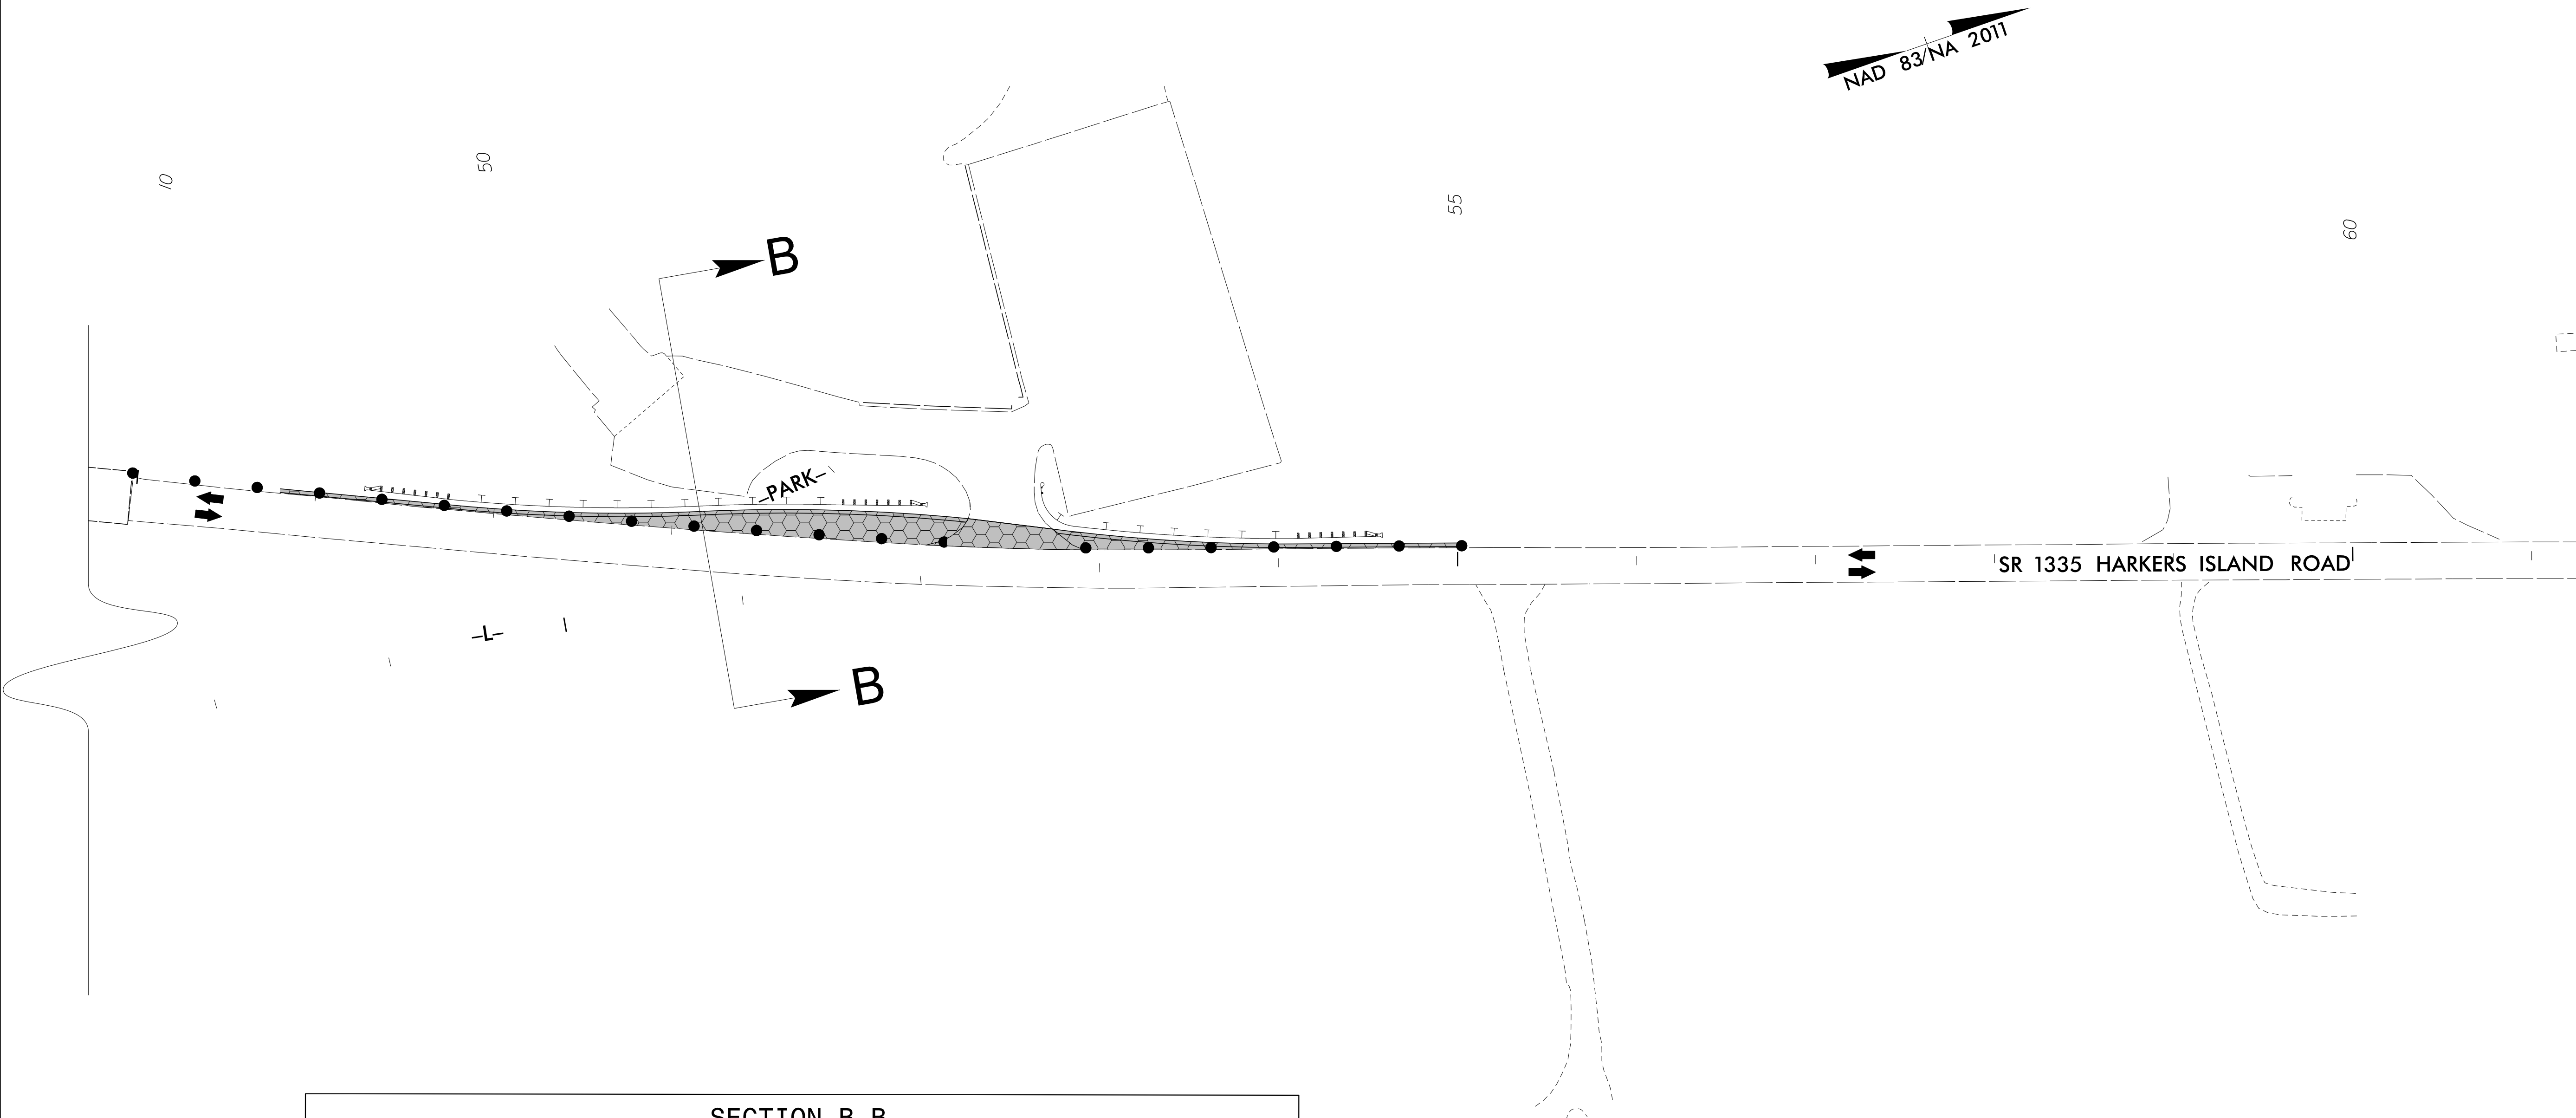 NAD 83/NA 2011
10
50
55
60
B
–PARK–
SR 1335 HARKERS ISLAND ROAD
–L–
B
SECTION B-B